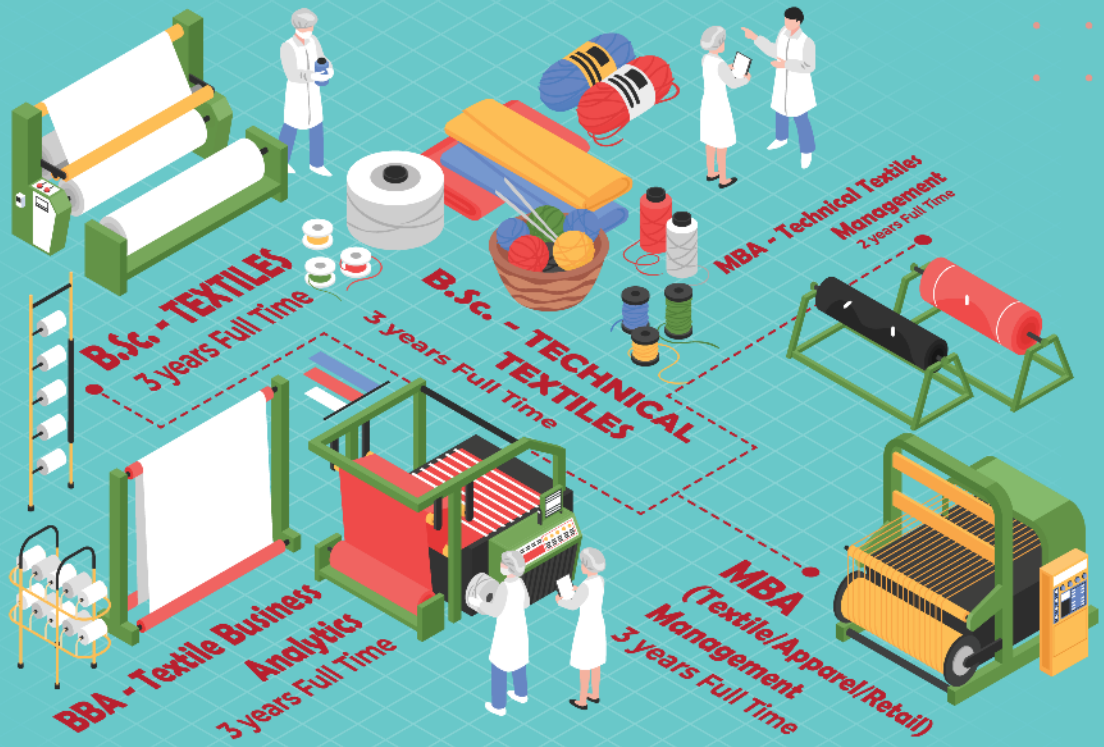 B.Sc. - TEXTILES
3 years Full Time
B.Sc. - TECHNICAL
TEXTILES
3 years Full Time
MBA - Technical Textiles
Management
2 years Full Time
BBA - Textile Business
Analytics
3 years Full Time
MBA
(Textile/Apparel/Retail)
Management
3 years Full Time